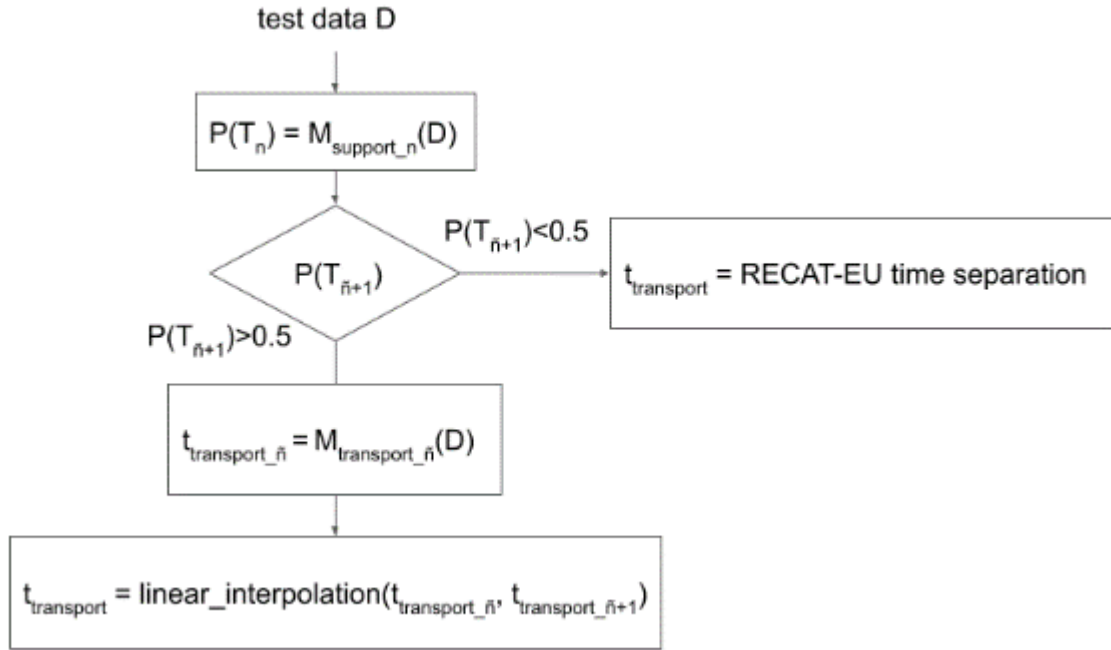 test data D
P(Tₙ) = M_support_n(D)
P(T_ñ+1)<0.5
P(T_ñ+1)
t_transport = RECAT-EU time separation
P(T_ñ+1)>0.5
t_transport_ñ = M_transport_ñ(D)
t_transport = linear_interpolation(t_transport_ñ, t_transport_ñ+1)